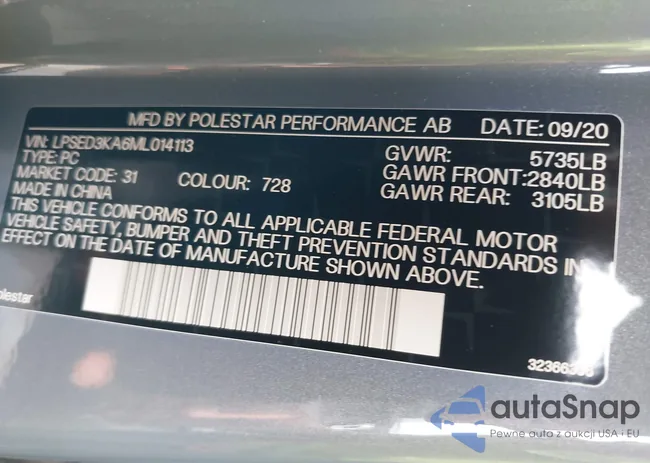 MFD BY POLESTAR PERFORMANCE AB DATE: 09/20
VIN: LPSED3KA6ML014113
TYPE: PC
MARKET CODE: 31 COLOUR: 728
MADE IN CHINA
GVWR: 5735LB
GAWR FRONT:2840LB
GAWR REAR: 3105LB
THIS VEHICLE CONFORMS TO ALL APPLICABLE FEDERAL MOTOR
VEHICLE SAFETY, BUMPER AND THEFT PREVENTION STANDARDS IN
EFFECT ON THE DATE OF MANUFACTURE SHOWN ABOVE.
olestar
autaSnap
Pewne auta z aukcji USA i EU